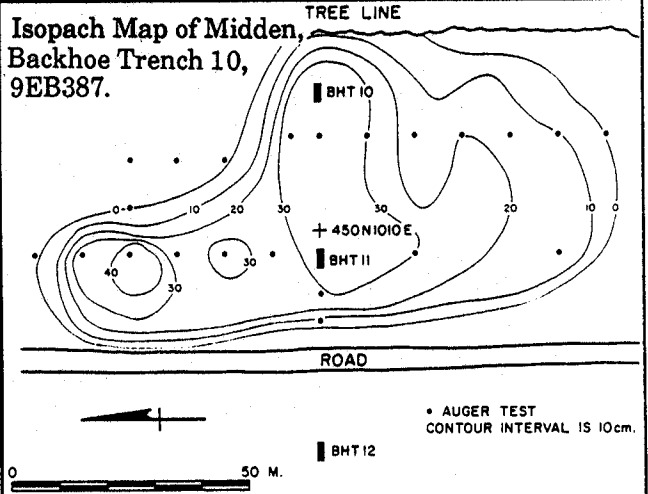 TREE LINE
Isopach Map of Midden,
Backhoe Trench 10,
9EB387.
BHT 10
0
10
20
30
30
20
10
0
450N1010E
BHT 11
30
40
30
ROAD
• AUGER TEST
CONTOUR INTERVAL IS 10cm.
BHT 12
0
50 M.